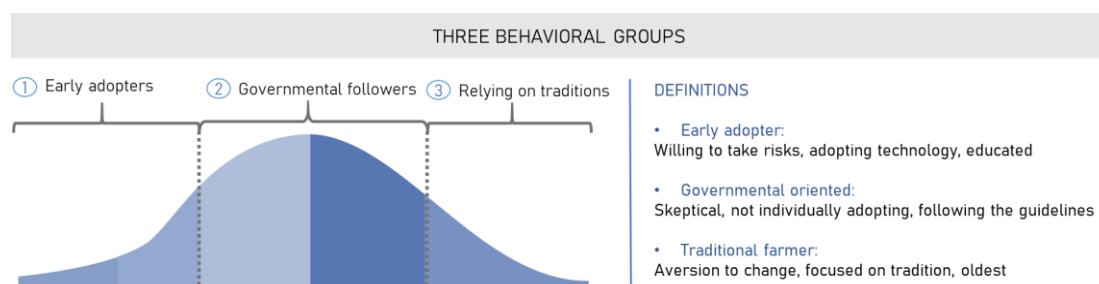 THREE BEHAVIORAL GROUPS
1 Early adopters
2 Governmental followers
3 Relying on traditions
DEFINITIONS
• Early adopter:
Willing to take risks, adopting technology, educated
• Governmental oriented:
Skeptical, not individually adopting, following the guidelines
• Traditional farmer:
Aversion to change, focused on tradition, oldest